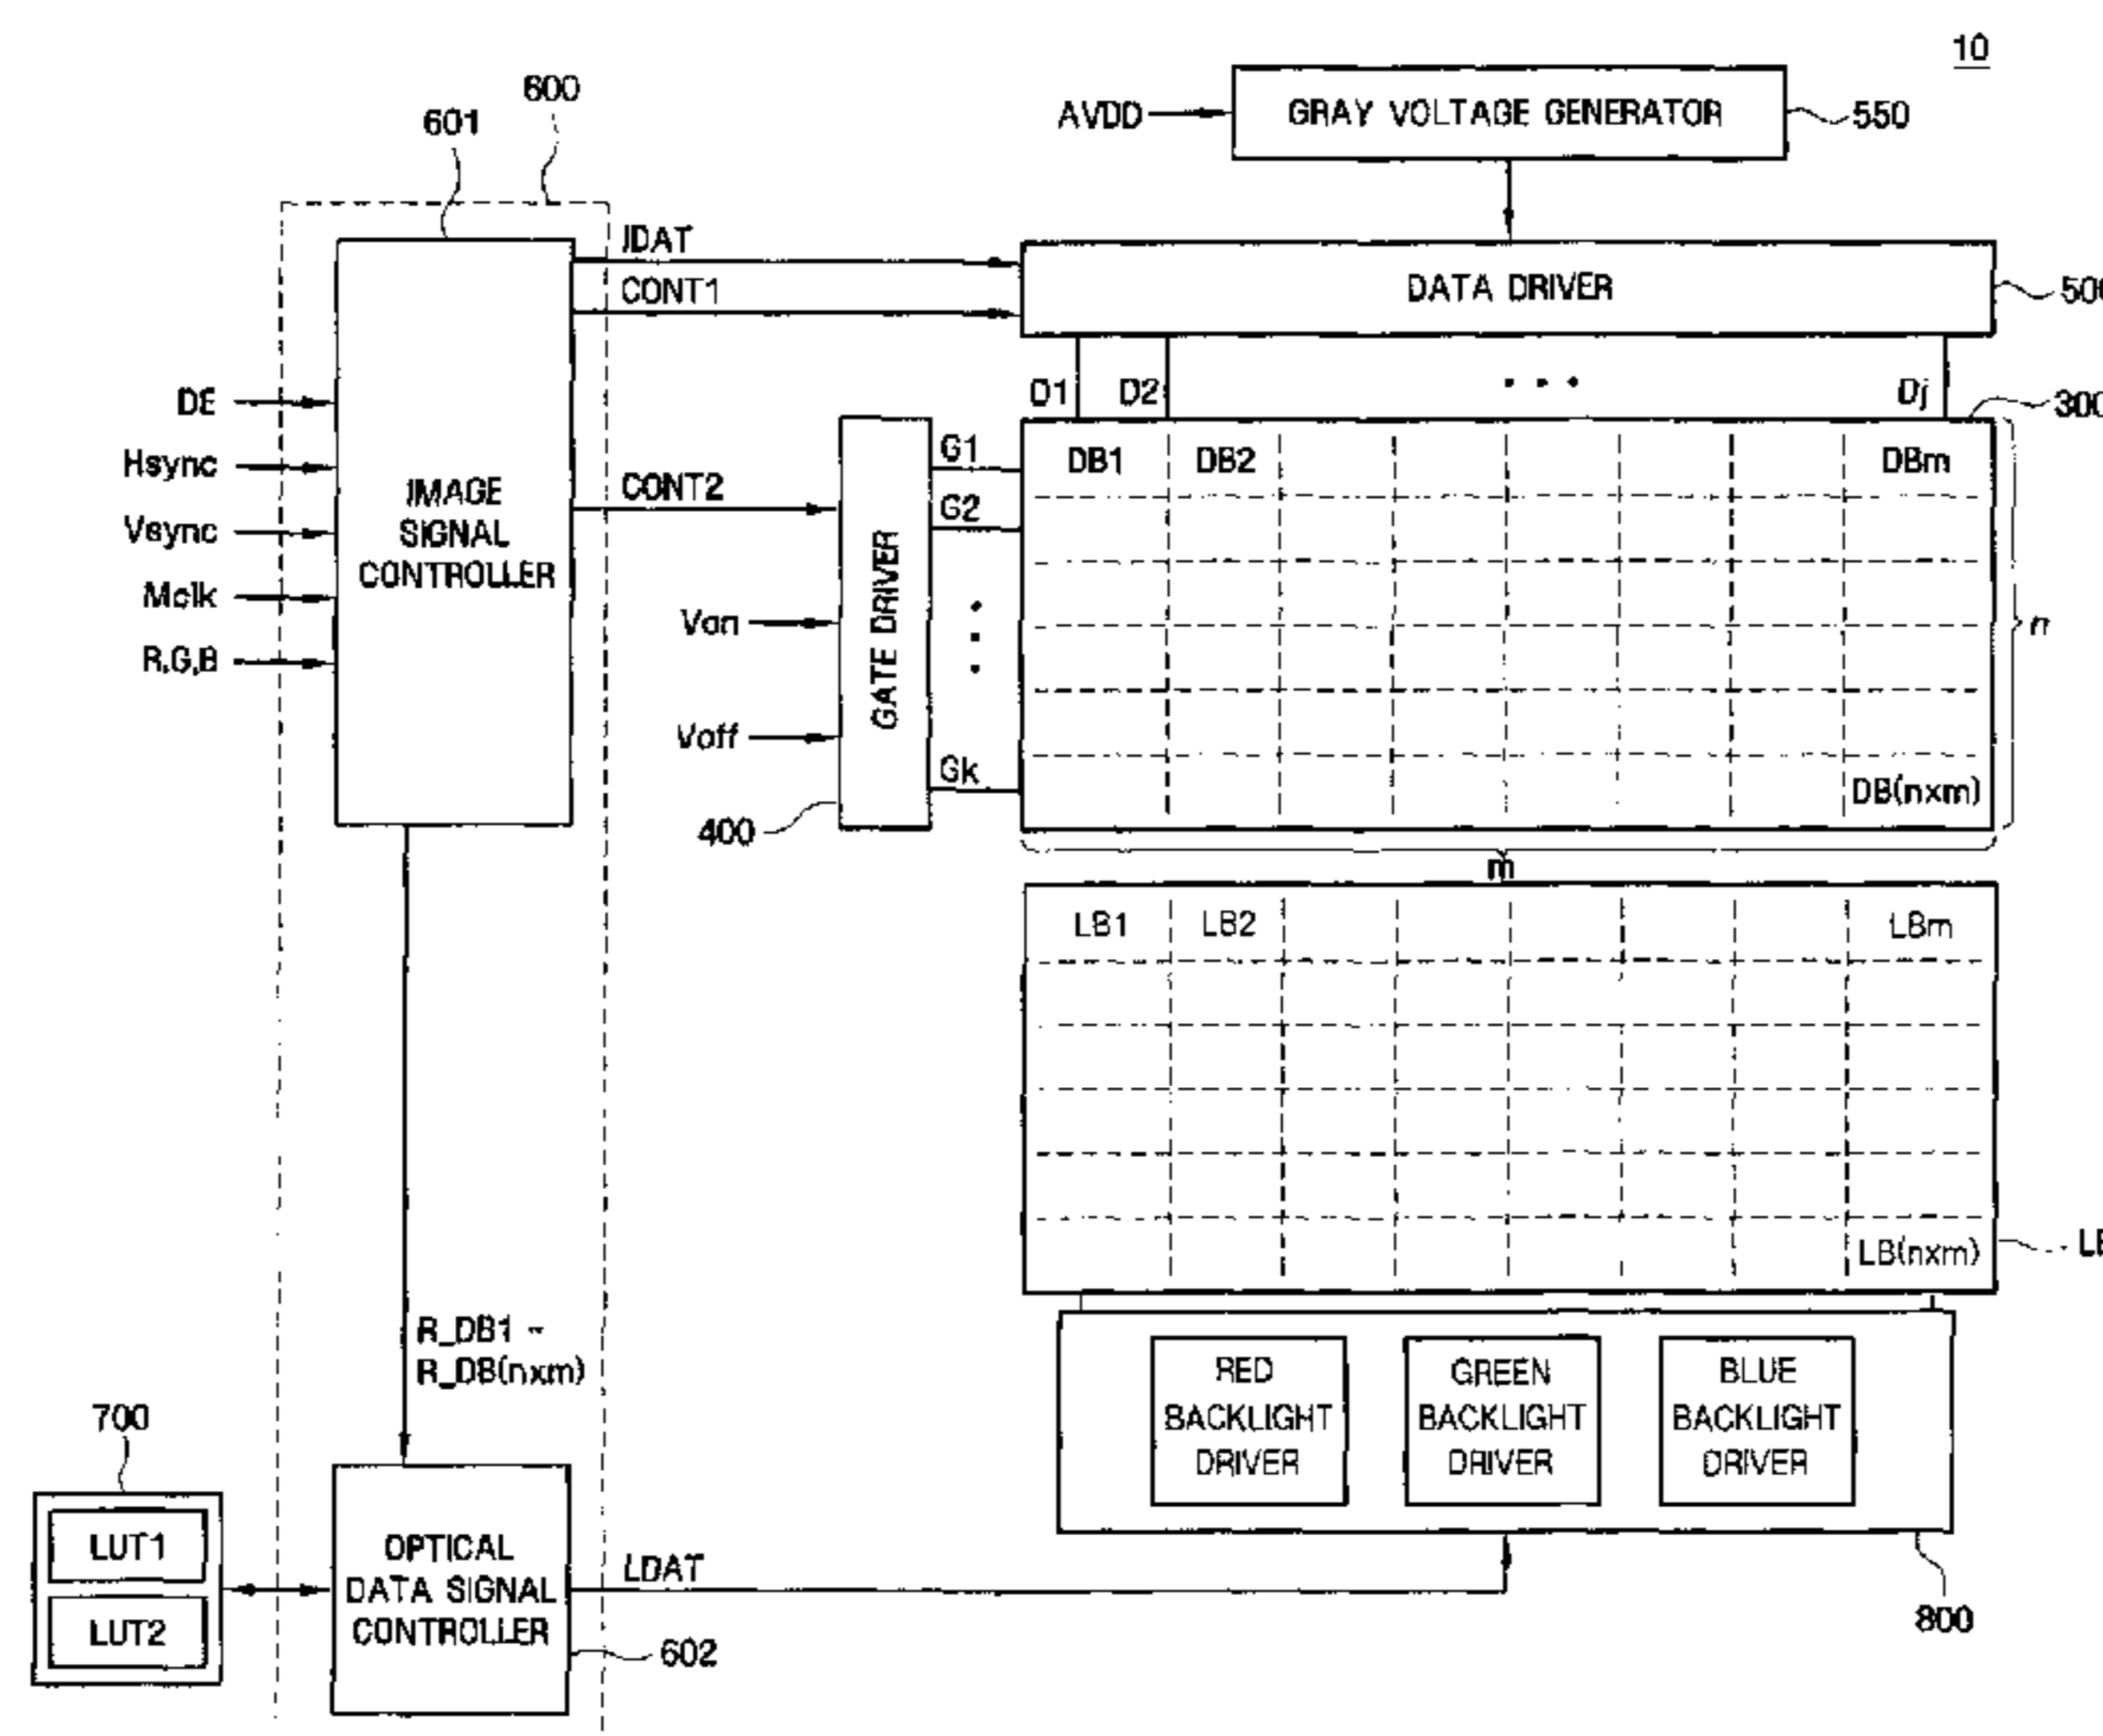 10
600
601
AVDD
GRAY VOLTAGE GENERATOR
550
IDAT
CONT1
DATA DRIVER
500
D1
D2
Dj
300
DE
Hsync
Vsync
Mclk
R,G,B
IMAGE
SIGNAL
CONTROLLER
CONT2
Von
Voff
GATE DRIVER
400
G1
G2
Gk
DB1
DB2
DBm
DB(nxm)
n
m
LB1
LB2
LBm
LB(nxm)
LB
R_DB1 ~
R_DB(nxm)
RED
BACKLIGHT
DRIVER
GREEN
BACKLIGHT
DRIVER
BLUE
BACKLIGHT
DRIVER
800
700
LUT1
LUT2
OPTICAL
DATA SIGNAL
CONTROLLER
LDAT
602